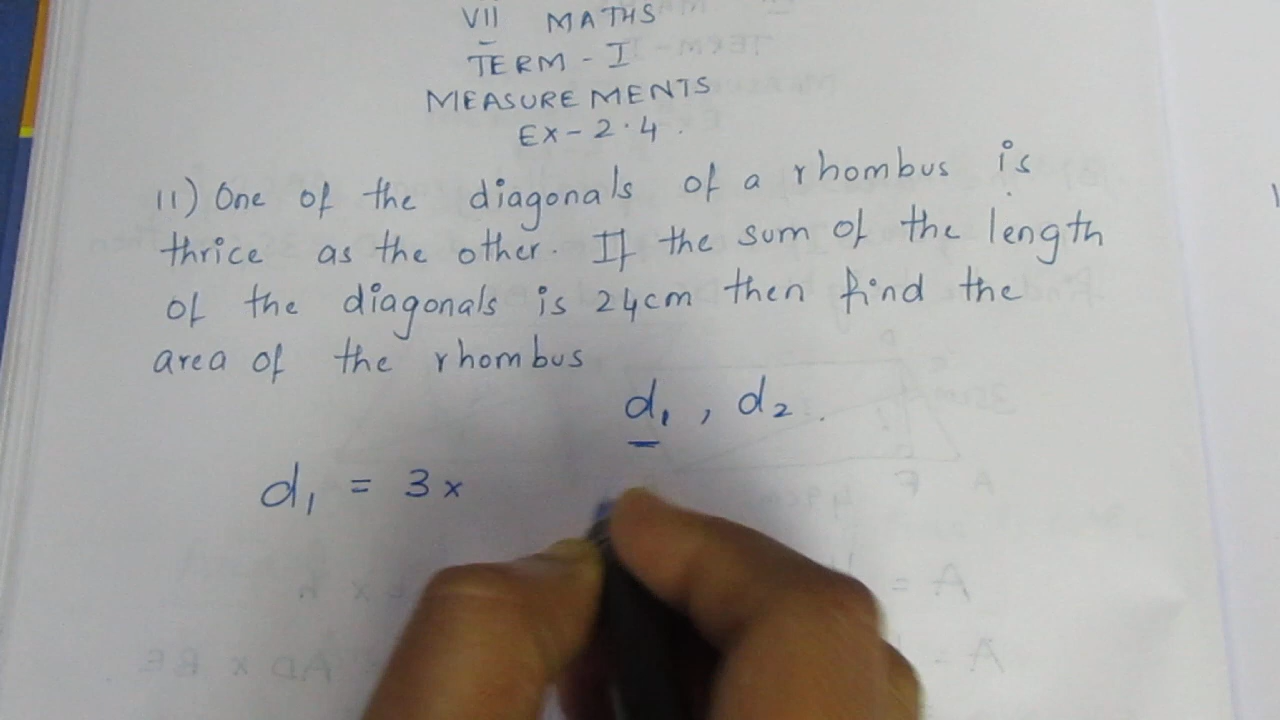 VII MATHS
TERM - I
MEASUREMENTS
EX - 2.4.
11) One of the diagonals of a rhombus is
thrice as the other. If the sum of the length
of the diagonals is 24cm then find the
area of the rhombus
d₁, d₂.
d₁ = 3x